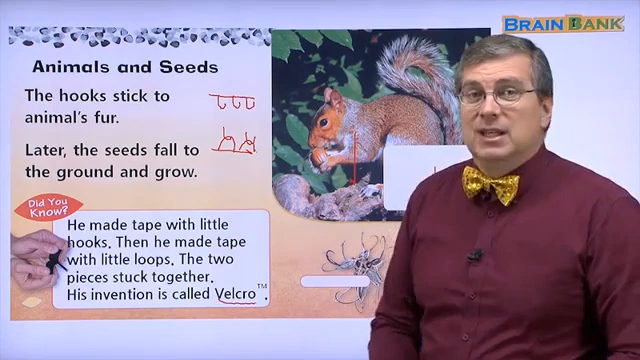 BRAIN BANK
Animals and Seeds
The hooks stick to
animal's fur.
Later, the seeds fall to
the ground and grow.
Did You
Know?
He made tape with little
hooks. Then he made tape
with little loops. The two
pieces stuck together.
His invention is called Velcro™.